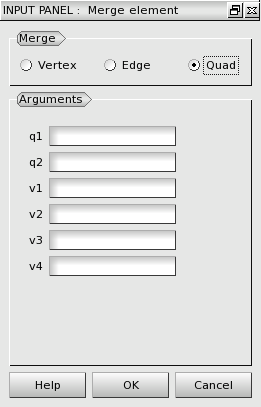 INPUT PANEL : Merge element
Merge
Vertex Edge Quad
Arguments
q1
q2
v1
v2
v3
v4
Help OK Cancel